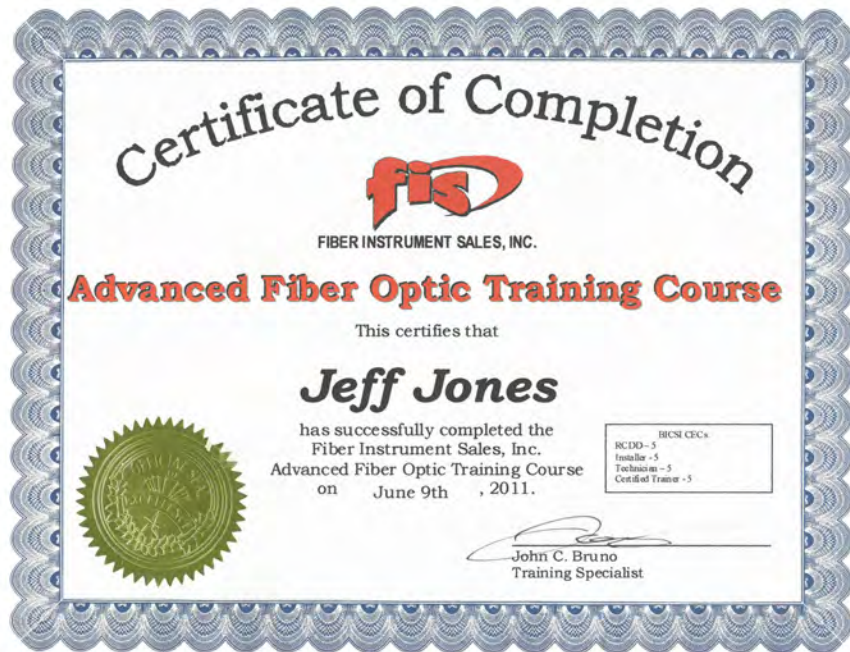 Certificate of Completion
fis
FIBER INSTRUMENT SALES, INC.
Advanced Fiber Optic Training Course
This certifies that
Jeff Jones
has successfully completed the
Fiber Instrument Sales, Inc.
Advanced Fiber Optic Training Course
on June 9th , 2011.
BICSI CECs
RCDD – 5
Installer - 5
Technician – 5
Certified Trainer - 5
John C. Bruno
Training Specialist